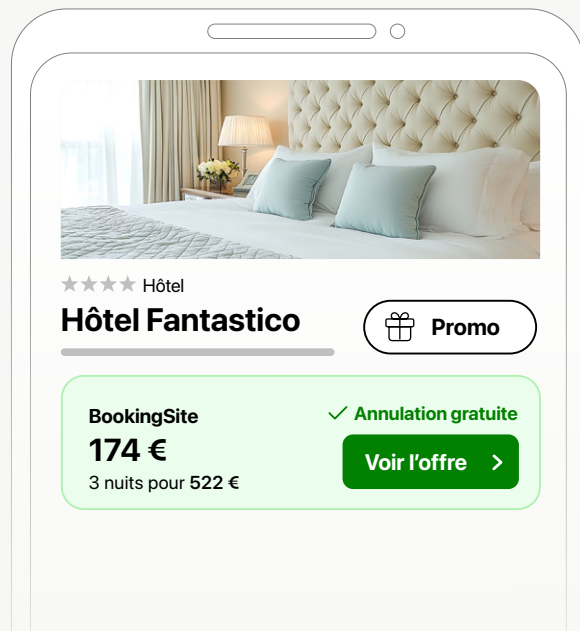 Hôtel
Hôtel Fantastico
Promo
BookingSite
Annulation gratuite
174 €
Voir l’offre
3 nuits pour 522 €